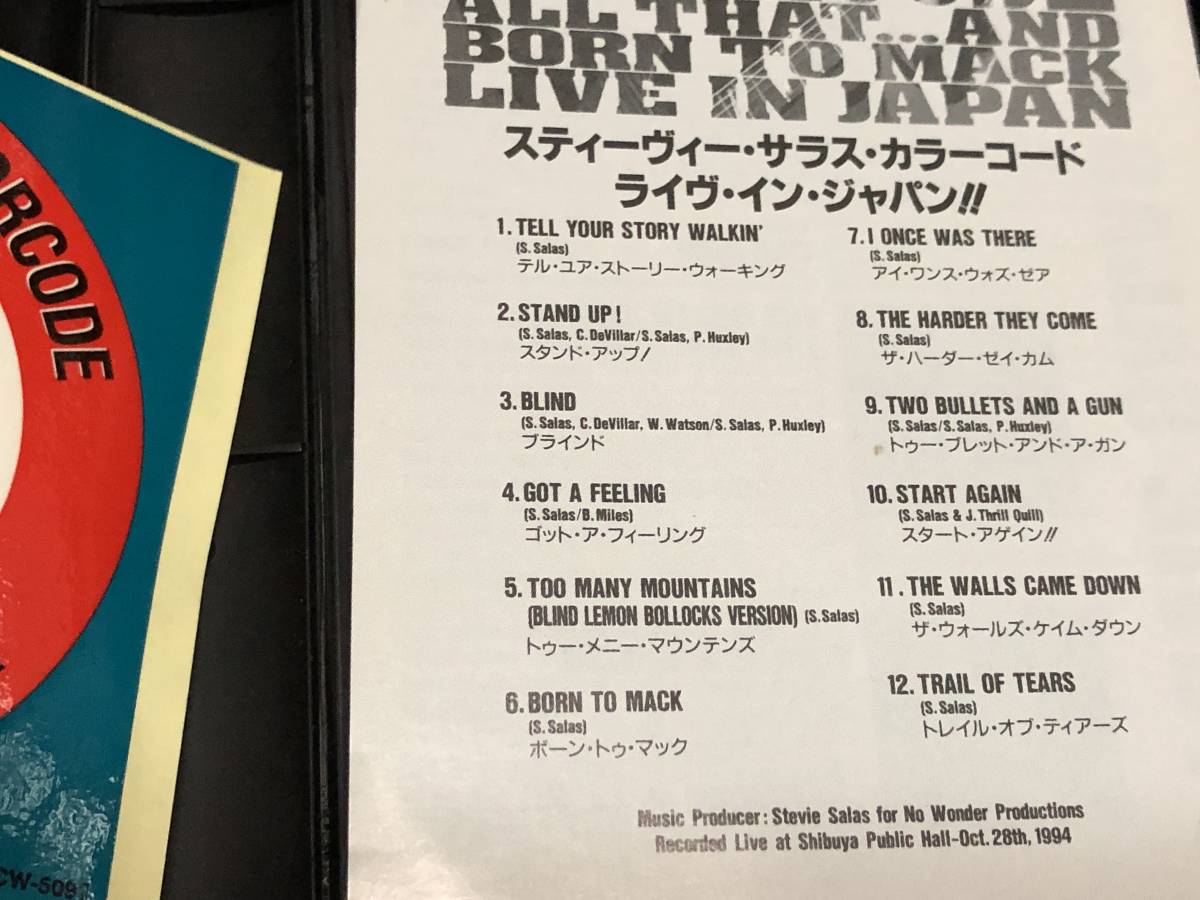 ORCODE
ALL THAT...AND
BORN TO MACK
LIVE IN JAPAN
スティーヴィー・サラス・カラーコード
ライヴ・イン・ジャパン!!
1. TELL YOUR STORY WALKIN'
(S. Salas)
テル・ユア・ストーリー・ウォーキング
2. STAND UP!
(S. Salas, C. DeVillar/S. Salas, P. Huxley)
スタンド・アップ!
3. BLIND
(S. Salas, C. DeVillar, W. Watson/S. Salas, P. Huxley)
ブラインド
4. GOT A FEELING
(S. Salas/B. Miles)
ゴット・ア・フィーリング
5. TOO MANY MOUNTAINS
(BLIND LEMON BOLLOCKS VERSION) (S. Salas)
トゥー・メニー・マウンテンズ
6. BORN TO MACK
(S. Salas)
ボーン・トゥ・マック
7. I ONCE WAS THERE
(S. Salas)
アイ・ワンス・ウォズ・ゼア
8. THE HARDER THEY COME
(S. Salas)
ザ・ハーダー・ゼイ・カム
9. TWO BULLETS AND A GUN
(S. Salas/S. Salas, P. Huxley)
トゥー・ブレット・アンド・ア・ガン
10. START AGAIN
(S. Salas & J. Thrill Quill)
スタート・アゲイン!!
11. THE WALLS CAME DOWN
(S. Salas)
ザ・ウォールズ・ケイム・ダウン
12. TRAIL OF TEARS
(S. Salas)
トレイル・オブ・ティアーズ
Music Producer: Stevie Salas for No Wonder Productions
Recorded Live at Shibuya Public Hall-Oct. 28th, 1994